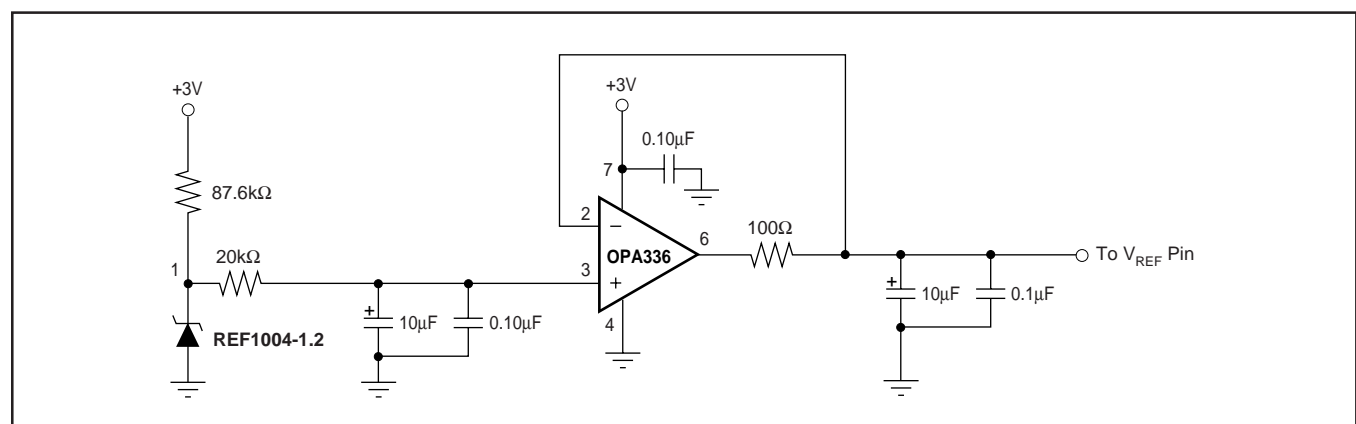 +3V
87.6kΩ
1
20kΩ
REF1004-1.2
+
10µF
0.10µF
+3V
0.10µF
7
2
−
OPA336
3
+
4
6
100Ω
+
10µF
0.1µF
To VREF Pin